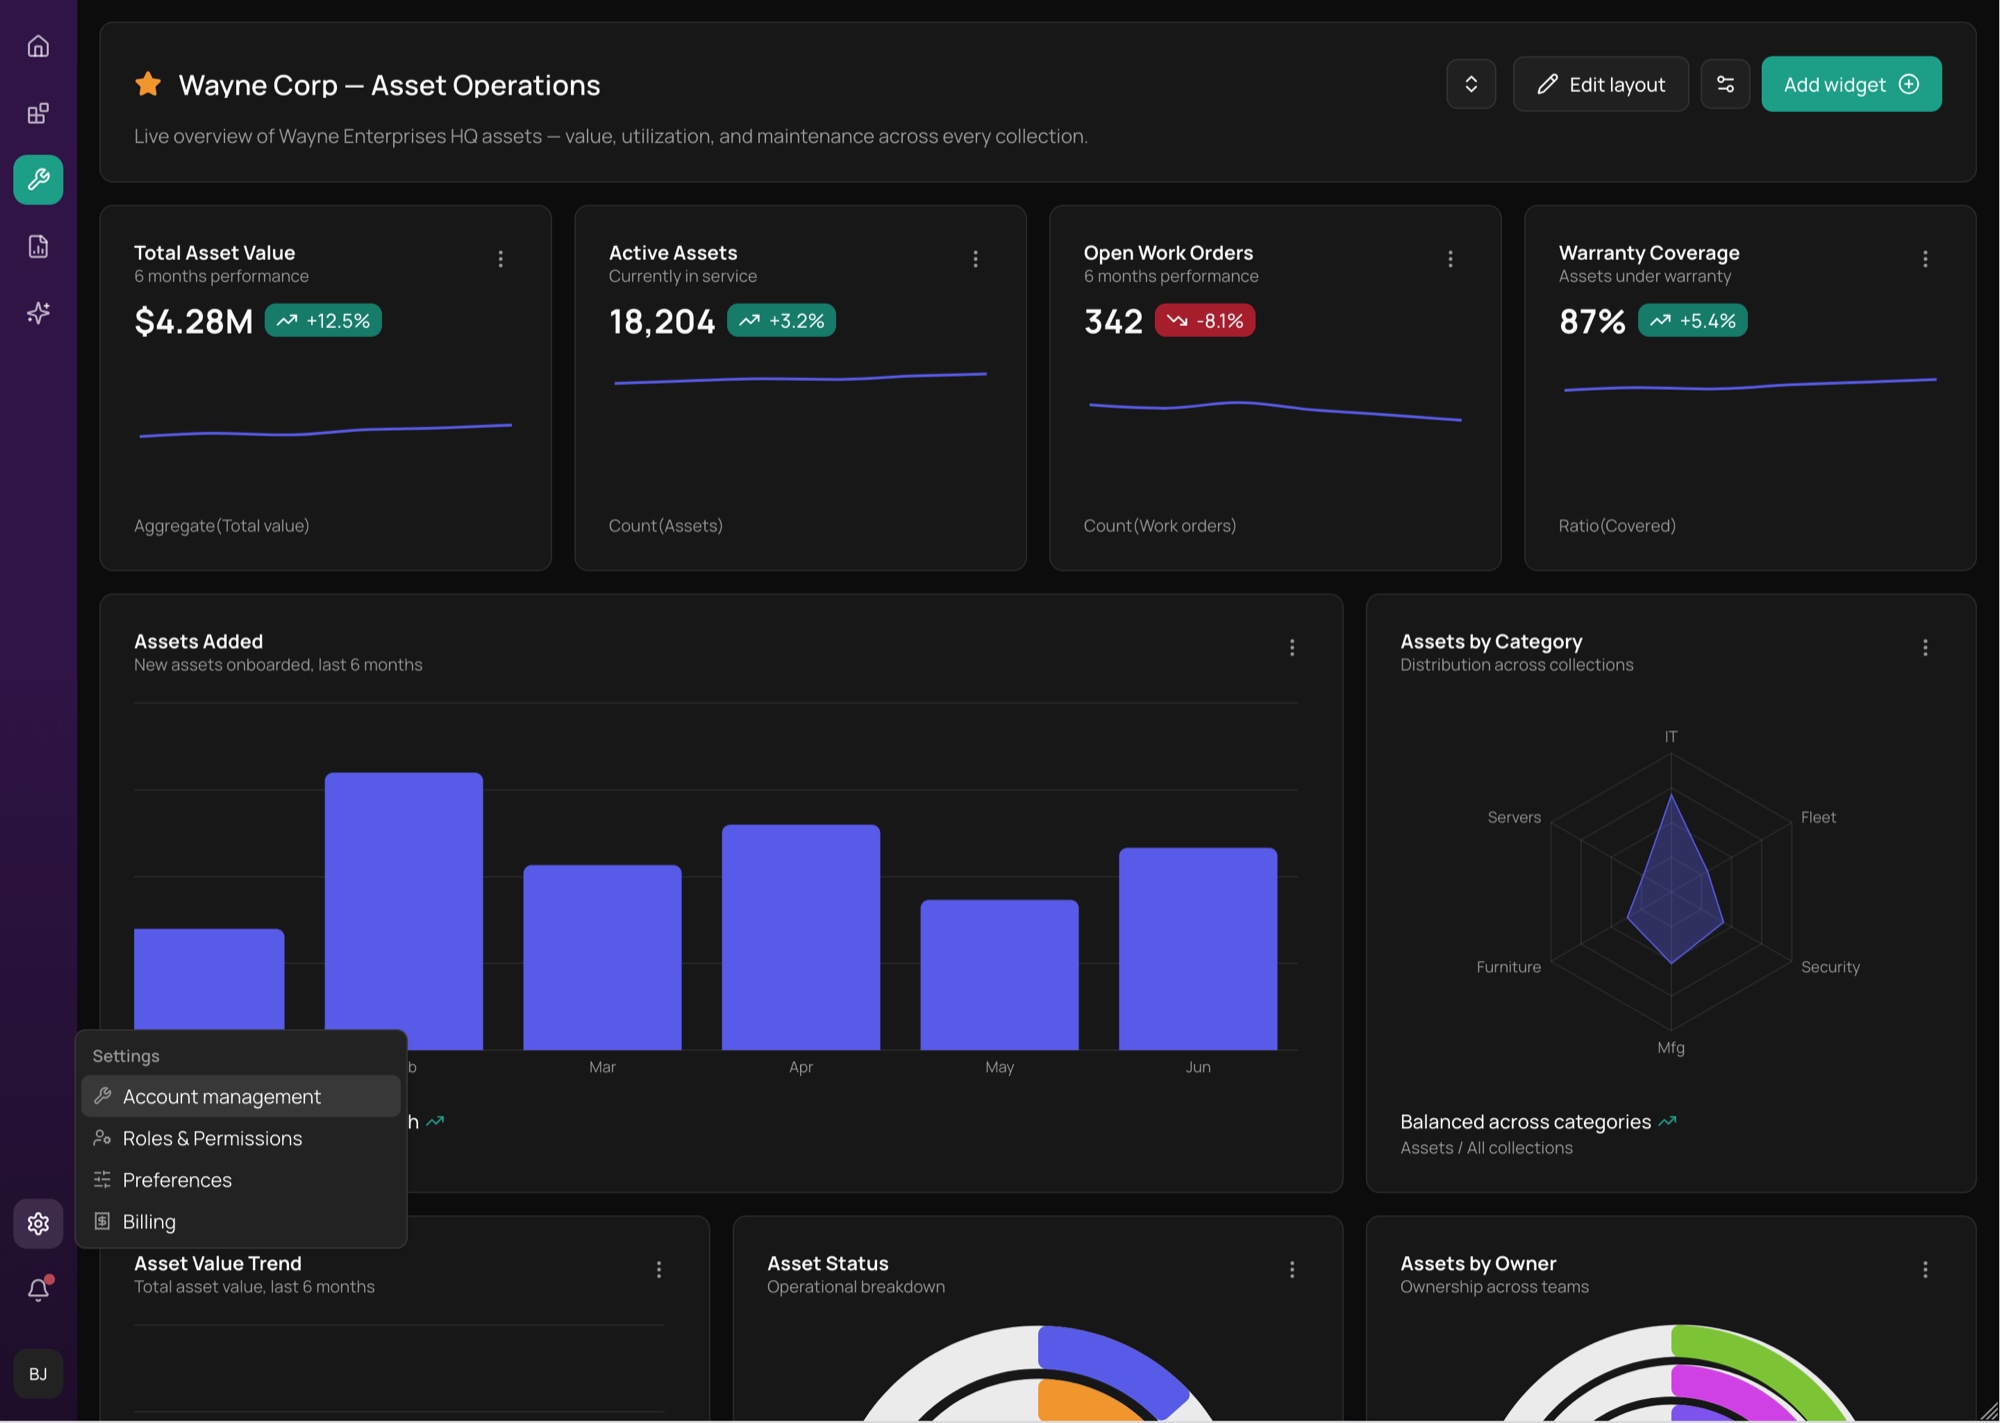 Wayne Corp — Asset Operations
Edit layout
Add widget
Live overview of Wayne Enterprises HQ assets — value, utilization, and maintenance across every collection.
Total Asset Value
6 months performance
$4.28M
+12.5%
Aggregate(Total value)
Active Assets
Currently in service
18,204
+3.2%
Count(Assets)
Open Work Orders
6 months performance
342
-8.1%
Count(Work orders)
Warranty Coverage
Assets under warranty
87%
+5.4%
Ratio(Covered)
Assets Added
New assets onboarded, last 6 months
b
Mar
Apr
May
Jun
h
Assets by Category
Distribution across collections
IT
Fleet
Security
Mfg
Furniture
Servers
Balanced across categories
Assets / All collections
Settings
Account management
Roles & Permissions
Preferences
Billing
Asset Value Trend
Total asset value, last 6 months
Asset Status
Operational breakdown
Assets by Owner
Ownership across teams
BJ